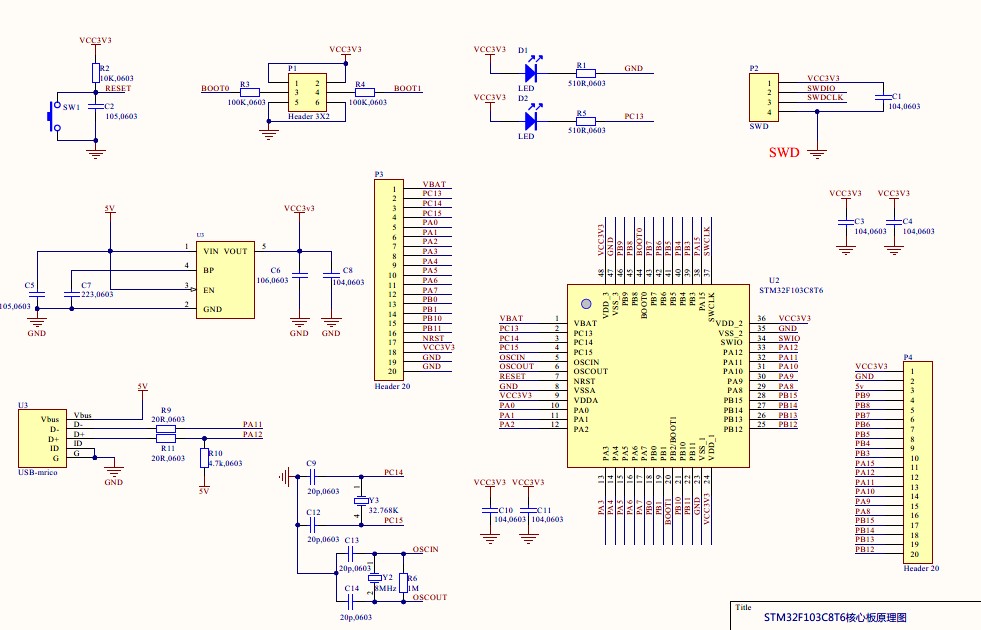 VCC3V3
R2
10K,0603
RESET
SW1
C2
105,0603
VCC3V3
P1
BOOT0
R3
100K,0603
1 2
3 4
5 6
Header 3X2
R4
100K,0603
BOOT1
VCC3V3
D1
LED
R1
510R,0603
GND
VCC3V3
D2
LED
R5
510R,0603
PC13
P2
1
2
3
4
SWD
VCC3V3
SWDIO
SWDCLK
C1
104,0603
SWD
5V
VCC3v3
U3
VIN VOUT
BP
EN
GND
1
4
3
2
5
C5
105,0603
C7
223,0603
C6
106,0603
C8
104,0603
GND
GND
GND
P3
1 VBAT
2 PC13
3 PC14
4 PC15
5 PA0
6 PA1
7 PA2
8 PA3
9 PA4
10 PA5
11 PA6
12 PA7
13 PB0
14 PB1
15 PB10
16 PB11
17 NRST
18 VCC3V3
19 GND
20 GND
Header 20
VCC3V3
C3
104,0603
VCC3V3
C4
104,0603
U2
STM32F103C8T6
VCC3V3 48 VDD_3
GND 47 VSS_3
PB9 46 PB9
PB8 45 PB8
BOOT0 44 BOOT0
PB7 43 PB7
PB6 42 PB6
PB5 41 PB5
PB4 40 PB4
PB3 39 PB3
PA15 38 PA15
SWCLK 37 SWCLK
VBAT 1 VBAT
PC13 2 PC13
PC14 3 PC14
PC15 4 PC15
OSCIN 5 OSCIN
OSCOUT 6 OSCOUT
RESET 7 NRST
GND 8 VSSA
VCC3V3 9 VDDA
PA0 10 PA0
PA1 11 PA1
PA2 12 PA2
VDD_2 36 VCC3V3
VSS_2 35 GND
SWIO 34 SWIO
PA12 33 PA12
PA11 32 PA11
PA10 31 PA10
PA9 30 PA9
PA8 29 PA8
PB15 28 PB15
PB14 27 PB14
PB13 26 PB13
PB12 25 PB12
PA3 13 PA3
PA4 14 PA4
PA5 15 PA5
PA6 16 PA6
PA7 17 PA7
PB0 18 PB0
PB1 19 PB1
PB2\BOOT1 20 BOOT1
PB10 21 PB10
PB11 22 PB11
VSS_1 23 GND
VDD_1 24 VCC3V3
P4
VCC3V3 1
GND 2
5v 3
PB9 4
PB8 5
PB7 6
PB6 7
PB5 8
PB4 9
PB3 10
PA15 11
PA12 12
PA11 13
PA10 14
PA9 15
PA8 16
PB15 17
PB14 18
PB13 19
PB12 20
Header 20
U3
Vbus
D-
D+
ID
G
USB-mrico
Vbus
D-
D+
ID
G
GND
5V
R9
20R,0603
R11
20R,0603
PA11
PA12
R10
4.7k,0603
5V
C9
20p,0603
PC14
1
Y3
32.768K
4
C12
20p,0603
PC15
C13
20p,0603
OSCIN
1
Y2
8MHz
2
R6
1M
C14
20p,0603
OSCOUT
VCC3V3
C10
104,0603
VCC3V3
C11
104,0603
Title
STM32F103C8T6核心板原理图